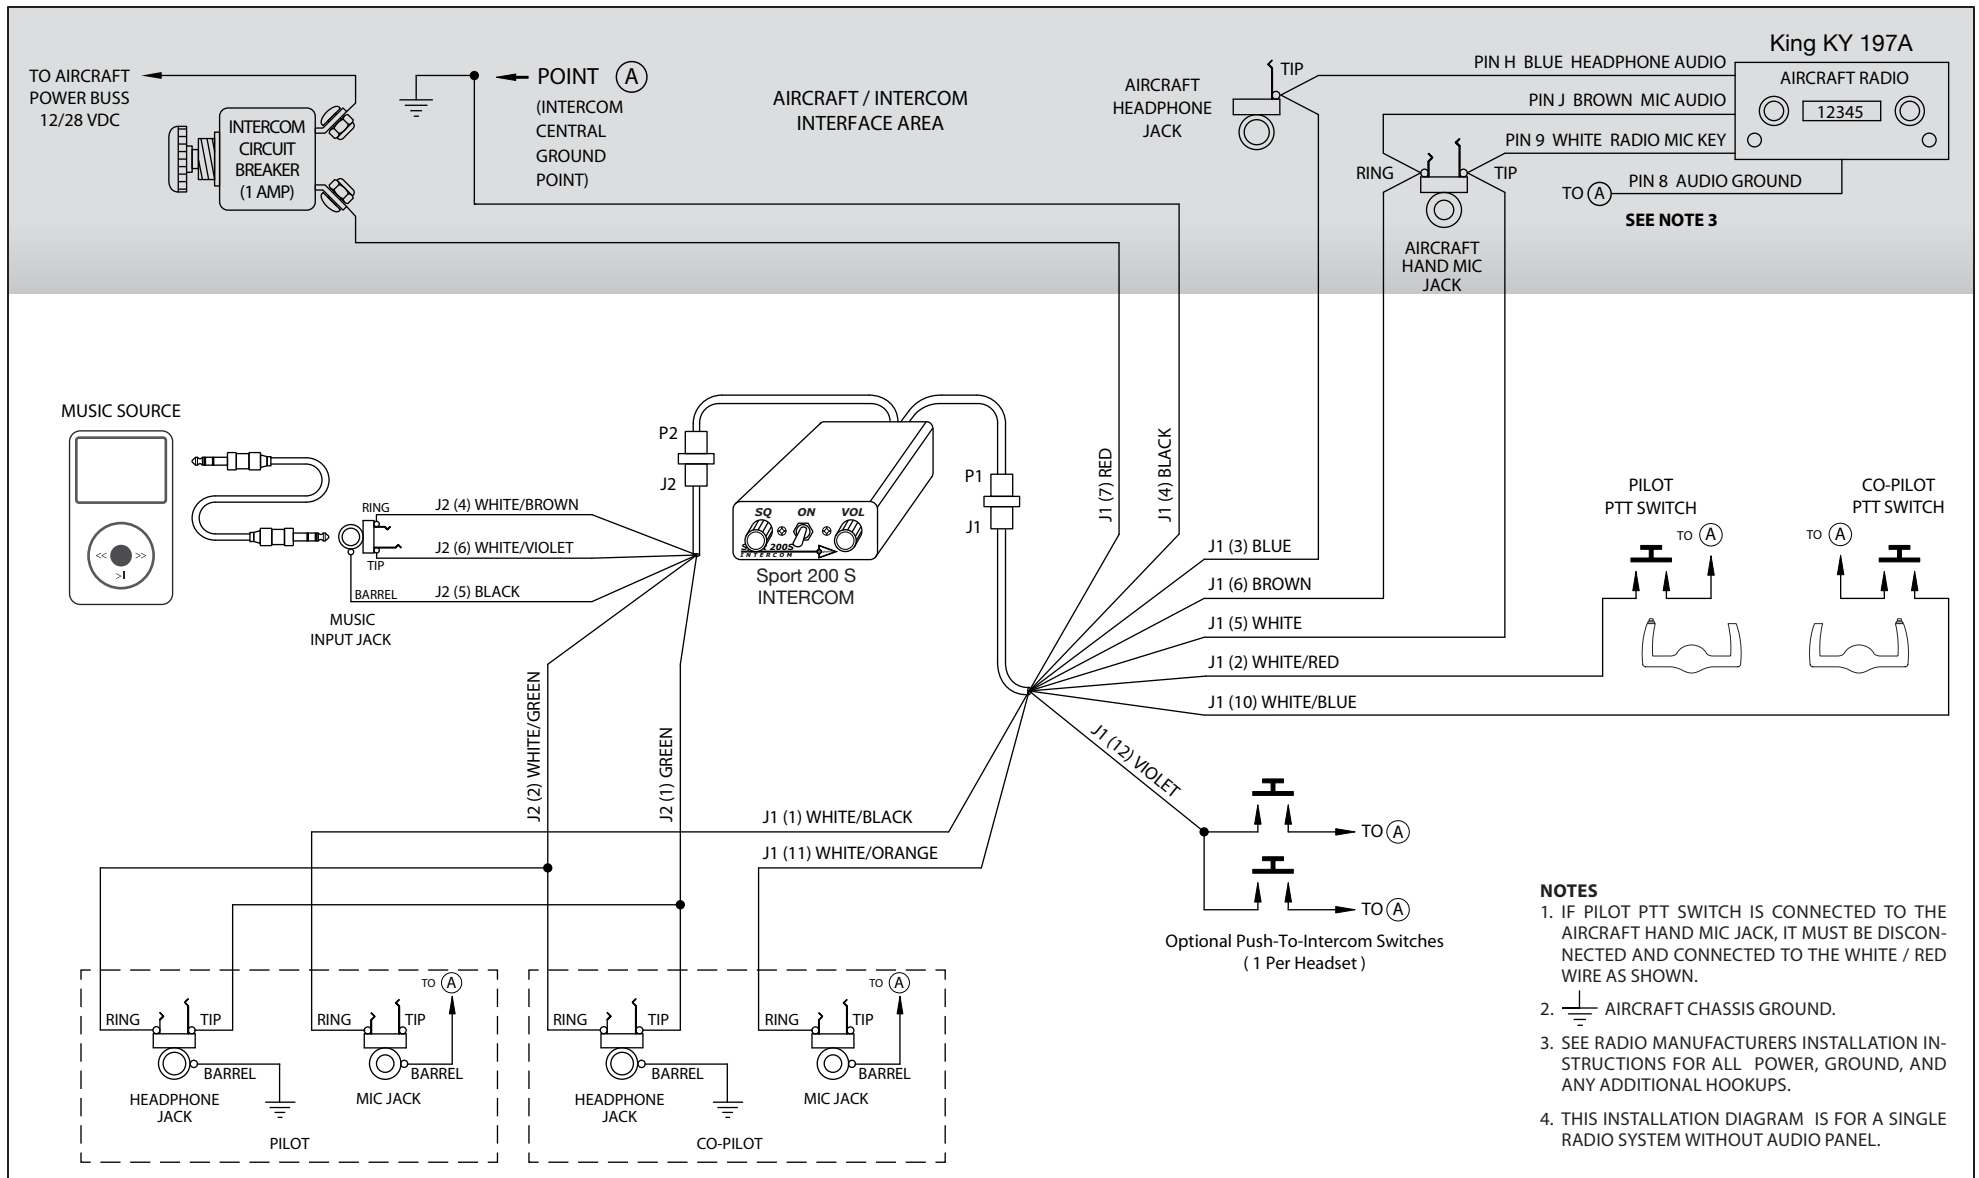 King KY 197A
TO AIRCRAFT
POWER BUSS
12/28 VDC
INTERCOM
CIRCUIT
BREAKER
(1 AMP)
POINT A
(INTERCOM
CENTRAL
GROUND
POINT)
AIRCRAFT / INTERCOM
INTERFACE AREA
AIRCRAFT
HEADPHONE
JACK
TIP
PIN H BLUE HEADPHONE AUDIO
PIN J BROWN MIC AUDIO
PIN 9 WHITE RADIO MIC KEY
AIRCRAFT RADIO
12345
RING
TIP
TO A
PIN 8 AUDIO GROUND
SEE NOTE 3
AIRCRAFT
HAND MIC
JACK
MUSIC SOURCE
<<
>>
>I
RING
TIP
BARREL
J2 (4) WHITE/BROWN
J2 (6) WHITE/VIOLET
J2 (5) BLACK
MUSIC
INPUT JACK
P2
J2
SQ ON VOL
200S
INTERCOM
Sport 200 S
INTERCOM
P1
J1
J1 (7) RED
J1 (4) BLACK
J1 (3) BLUE
J1 (6) BROWN
J1 (5) WHITE
J1 (2) WHITE/RED
J1 (10) WHITE/BLUE
J1 (12) VIOLET
PILOT
PTT SWITCH
TO A
CO-PILOT
PTT SWITCH
TO A
J2 (2) WHITE/GREEN
J2 (1) GREEN
J1 (1) WHITE/BLACK
J1 (11) WHITE/ORANGE
TO A
TO A
Optional Push-To-Intercom Switches
( 1 Per Headset )
RING
TIP
BARREL
HEADPHONE
JACK
RING
TIP
TO A
BARREL
MIC JACK
PILOT
RING
TIP
BARREL
HEADPHONE
JACK
RING
TIP
TO A
BARREL
MIC JACK
CO-PILOT
NOTES
1. IF PILOT PTT SWITCH IS CONNECTED TO THE
AIRCRAFT HAND MIC JACK, IT MUST BE DISCON-
NECTED AND CONNECTED TO THE WHITE / RED
WIRE AS SHOWN.
2. AIRCRAFT CHASSIS GROUND.
3. SEE RADIO MANUFACTURERS INSTALLATION IN-
STRUCTIONS FOR ALL POWER, GROUND, AND
ANY ADDITIONAL HOOKUPS.
4. THIS INSTALLATION DIAGRAM IS FOR A SINGLE
RADIO SYSTEM WITHOUT AUDIO PANEL.